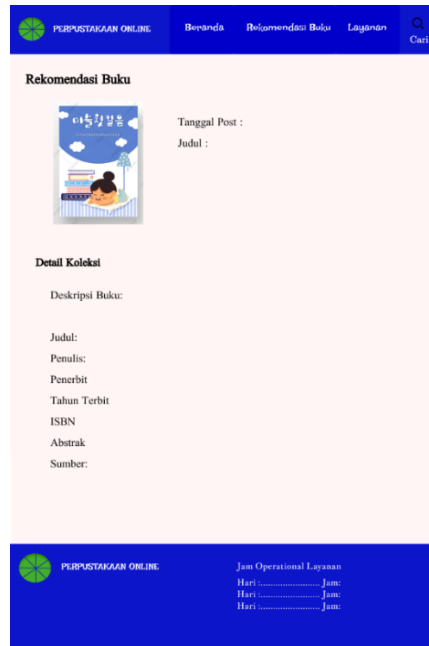 PERPUSTAKAAN ONLINE
Beranda
Rekomendasi Buku
Layanan
Cari
Rekomendasi Buku
Tanggal Post :
Judul :
Detail Koleksi
Deskripsi Buku:
Judul:
Penulis:
Penerbit
Tahun Terbit
ISBN
Abstrak
Sumber:
PERPUSTAKAAN ONLINE
Jam Operational Layanan
Hari :........................ Jam:
Hari :........................ Jam:
Hari :........................ Jam: